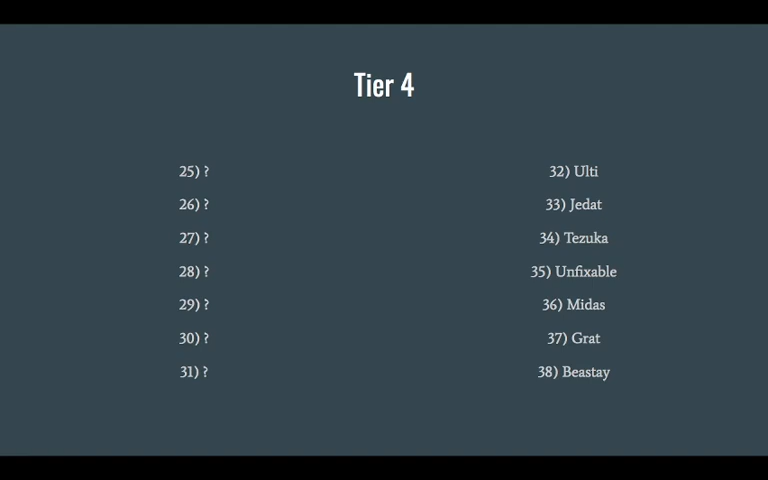 Tier 4
25) ?
26) ?
27) ?
28) ?
29) ?
30) ?
31) ?
32) Ulti
33) Jedat
34) Tezuka
35) Unfixable
36) Midas
37) Grat
38) Beastay